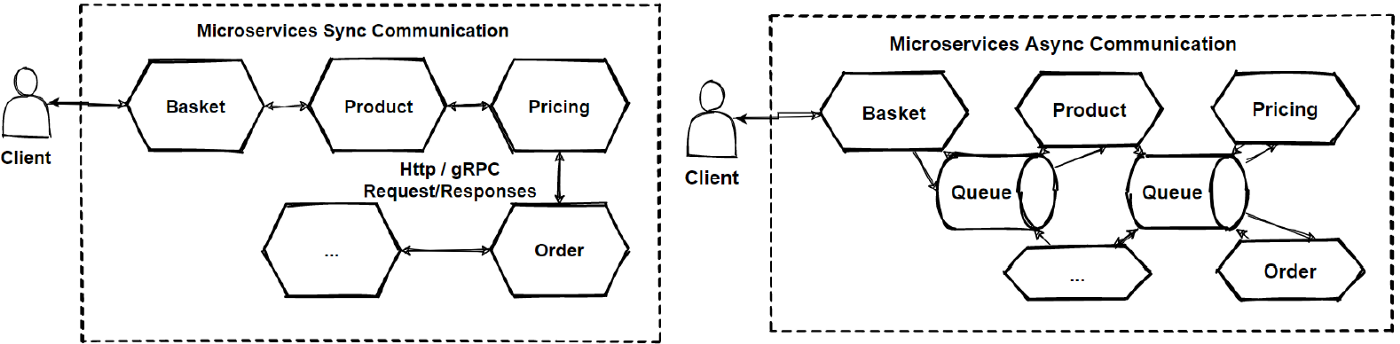 Microservices Sync Communication
Client
Basket
Product
Pricing
Http / gRPC
Request/Responses
...
Order
Microservices Async Communication
Client
Basket
Product
Pricing
Queue
Queue
...
Order